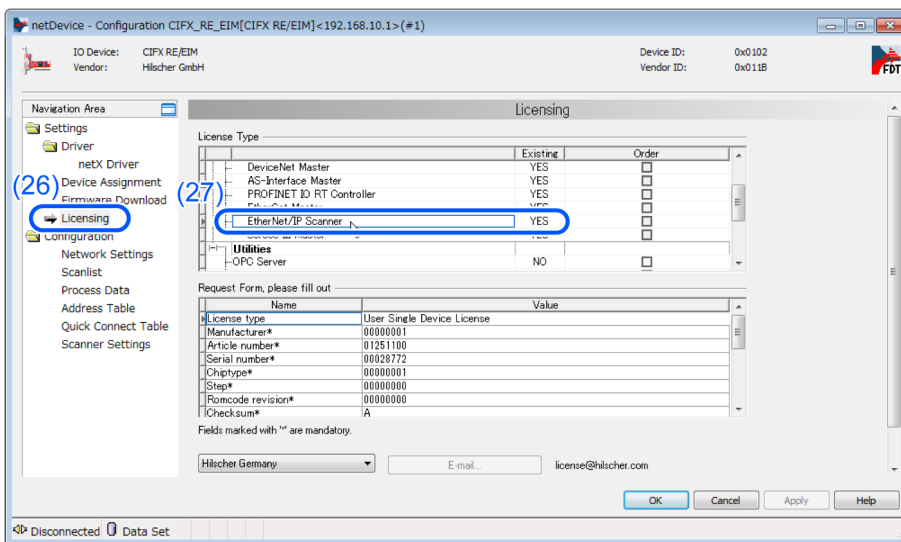 netDevice - Configuration CIFX_RE_EIM[CIFX RE/EIM]<192.168.10.1>(#1)
IO Device: CIFX RE/EIM Device ID: 0x0102
Vendor: Hilscher GmbH Vendor ID: 0x011B
FDT
Navigation Area
Settings
Driver
netX Driver
Device Assignment
Firmware Download
Licensing
Configuration
Network Settings
Scanlist
Process Data
Address Table
Quick Connect Table
Scanner Settings
(26)
(27)
Licensing
License Type
Existing Order
DeviceNet Master YES
AS-Interface Master YES
PROFINET IO RT Controller YES
EtherCat Master YES
EtherNet/IP Scanner YES
YES
Utilities
OPC Server NO
Request Form, please fill out
Name Value
License type User Single Device License
Manufacturer* 00000001
Article number* 01251100
Serial number* 00028772
Chiptype* 00000001
Step* 00000000
Romcode revision* 00000000
Checksum* A
Fields marked with '*' are mandatory.
Hilscher Germany E-mail... license@hilscher.com
OK Cancel Apply Help
Disconnected Data Set